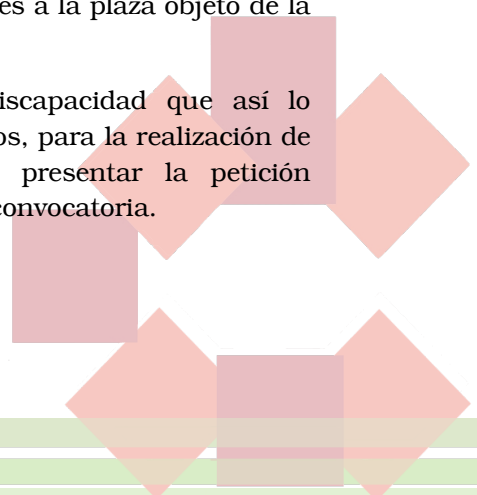 es a la plaza objeto de la
iscapacidad que así lo
os, para la realización de
presentar la petición
convocatoria.